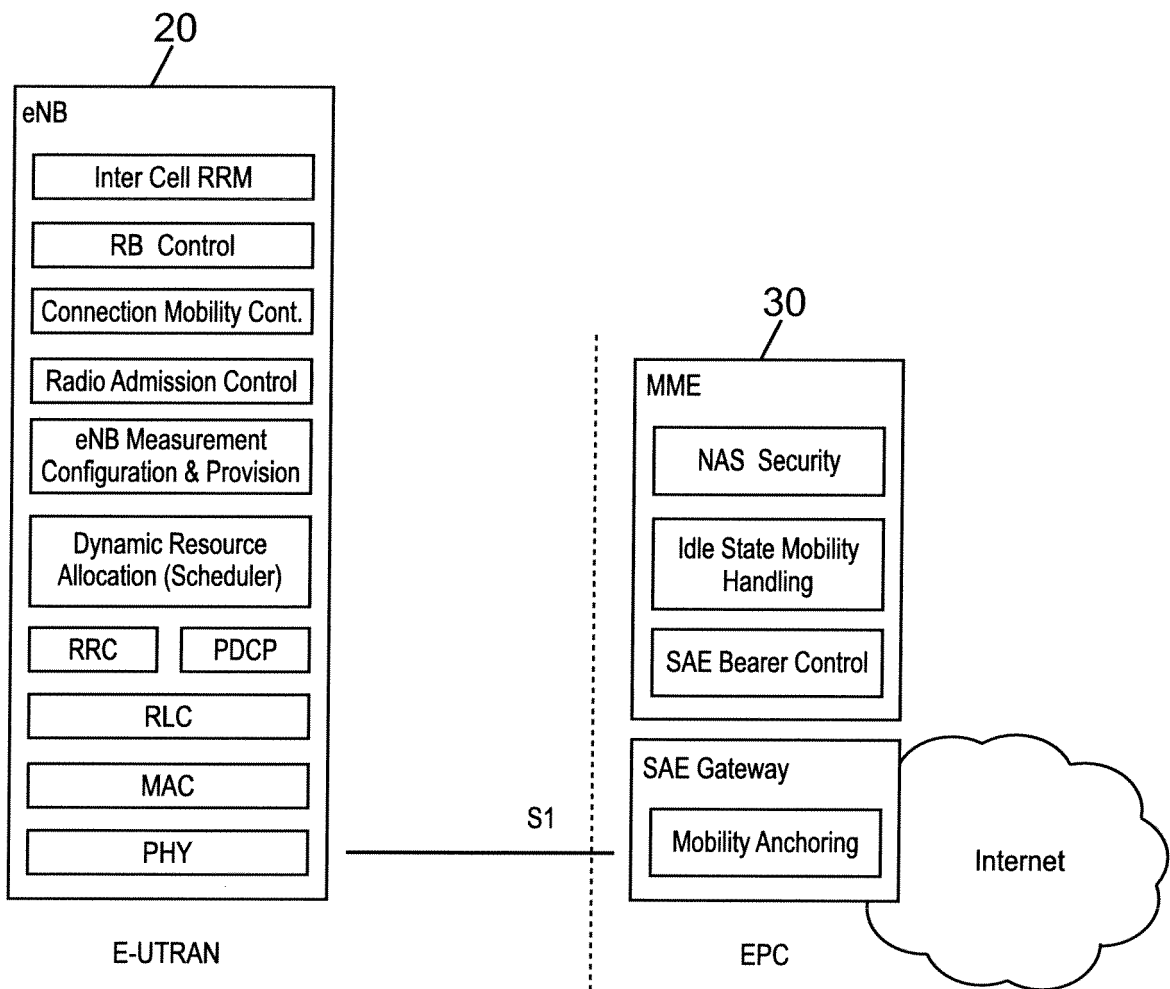 20
eNB
Inter Cell RRM
RB Control
Connection Mobility Cont.
Radio Admission Control
eNB Measurement
Configuration & Provision
Dynamic Resource
Allocation (Scheduler)
RRC
PDCP
RLC
MAC
PHY
E-UTRAN
S1
30
MME
NAS Security
Idle State Mobility
Handling
SAE Bearer Control
SAE Gateway
Mobility Anchoring
EPC
Internet